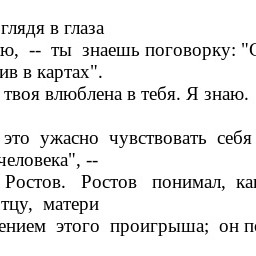 глядя в глаза
ю, -- ты знаешь поговорку: "С
ив в картах".
твоя влюблена в тебя. Я знаю.
это ужасно чувствовать себя
человека", --
Ростов. Ростов понимал, ка
тцу, матери
ением этого проигрыша; он п